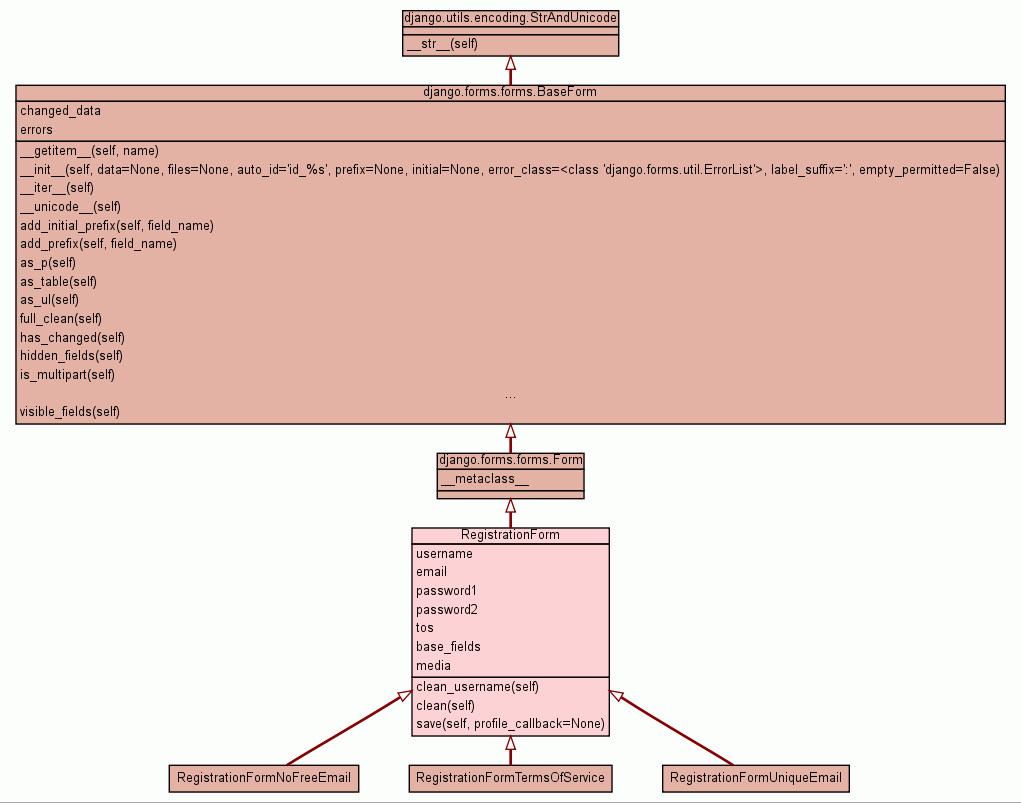 django.utils.encoding.StrAndUnicode
__str__(self)
django.forms.forms.BaseForm
changed_data
errors
__getitem__(self, name)
__init__(self, data=None, files=None, auto_id='id_%s', prefix=None, initial=None, error_class=<class 'django.forms.util.ErrorList'>, label_suffix=':', empty_permitted=False)
__iter__(self)
__unicode__(self)
add_initial_prefix(self, field_name)
add_prefix(self, field_name)
as_p(self)
as_table(self)
as_ul(self)
full_clean(self)
has_changed(self)
hidden_fields(self)
is_multipart(self)
...
visible_fields(self)
django.forms.forms.Form
__metaclass__
RegistrationForm
username
email
password1
password2
tos
base_fields
media
clean_username(self)
clean(self)
save(self, profile_callback=None)
RegistrationFormNoFreeEmail
RegistrationFormTermsOfService
RegistrationFormUniqueEmail